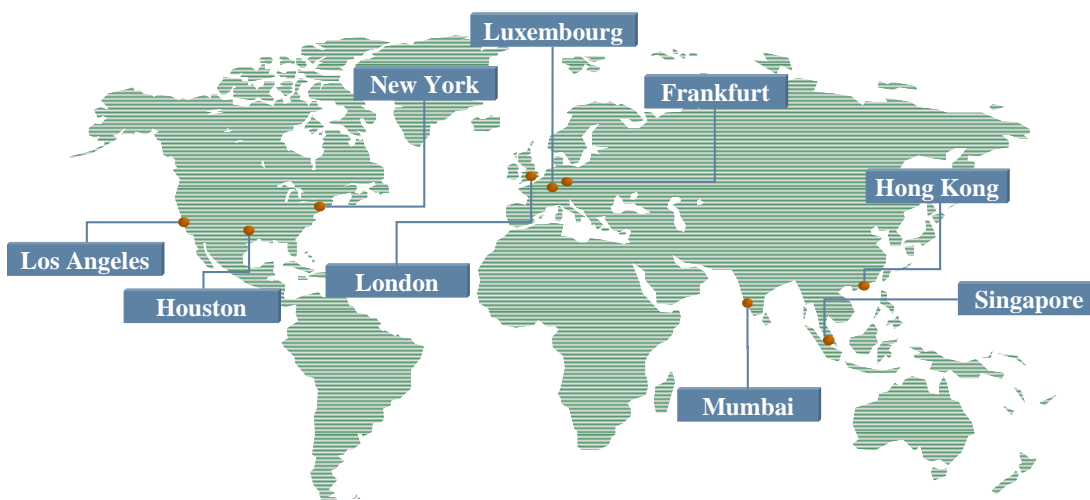 Luxembourg
New York
Frankfurt
Hong Kong
Los Angeles
London
Houston
Singapore
Mumbai